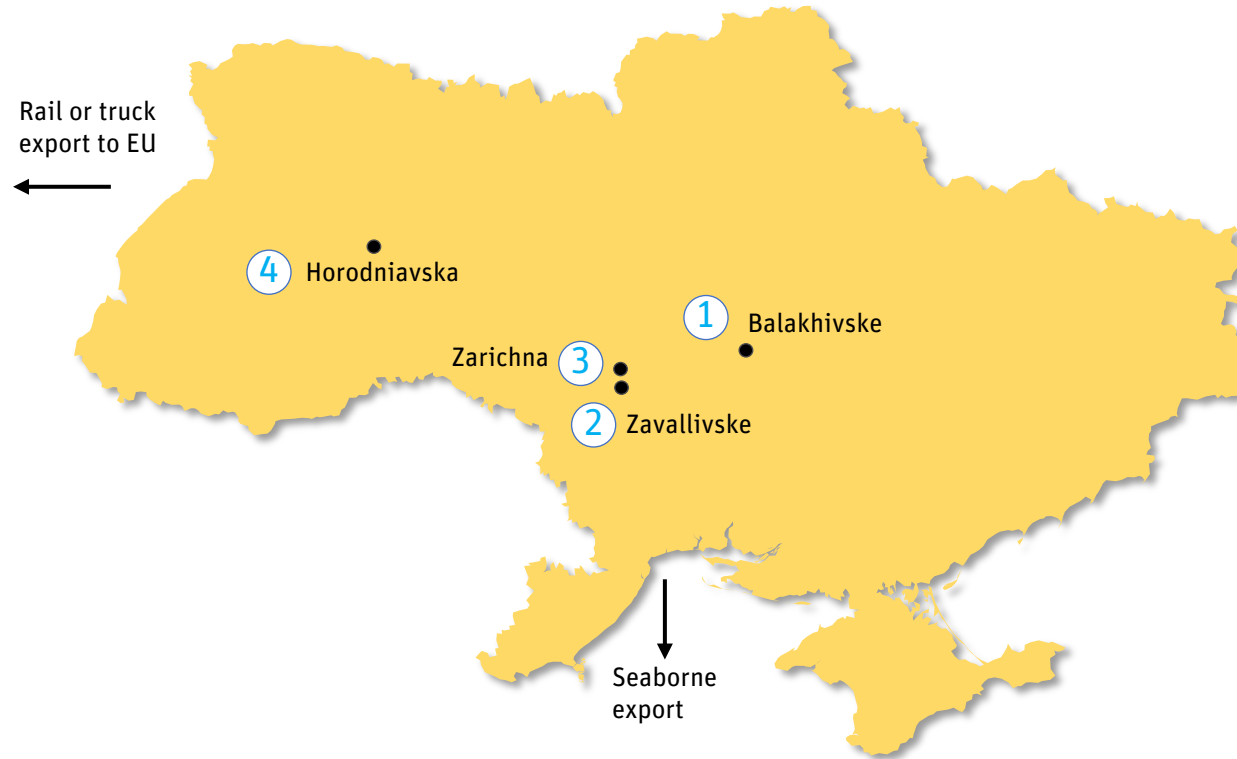 Rail or truck
export to EU
4 Horodniavska
1 Balakhivske
Zarichna 3
2 Zavallivske
Seaborne
export